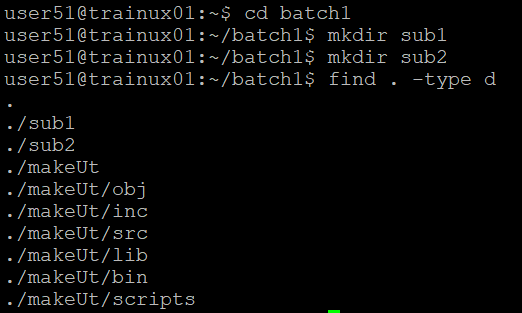 user51@trainux01:~$ cd batch1
user51@trainux01:~/batch1$ mkdir sub1
user51@trainux01:~/batch1$ mkdir sub2
user51@trainux01:~/batch1$ find . -type d
.
./sub1
./sub2
./makeUt
./makeUt/obj
./makeUt/inc
./makeUt/src
./makeUt/lib
./makeUt/bin
./makeUt/scripts